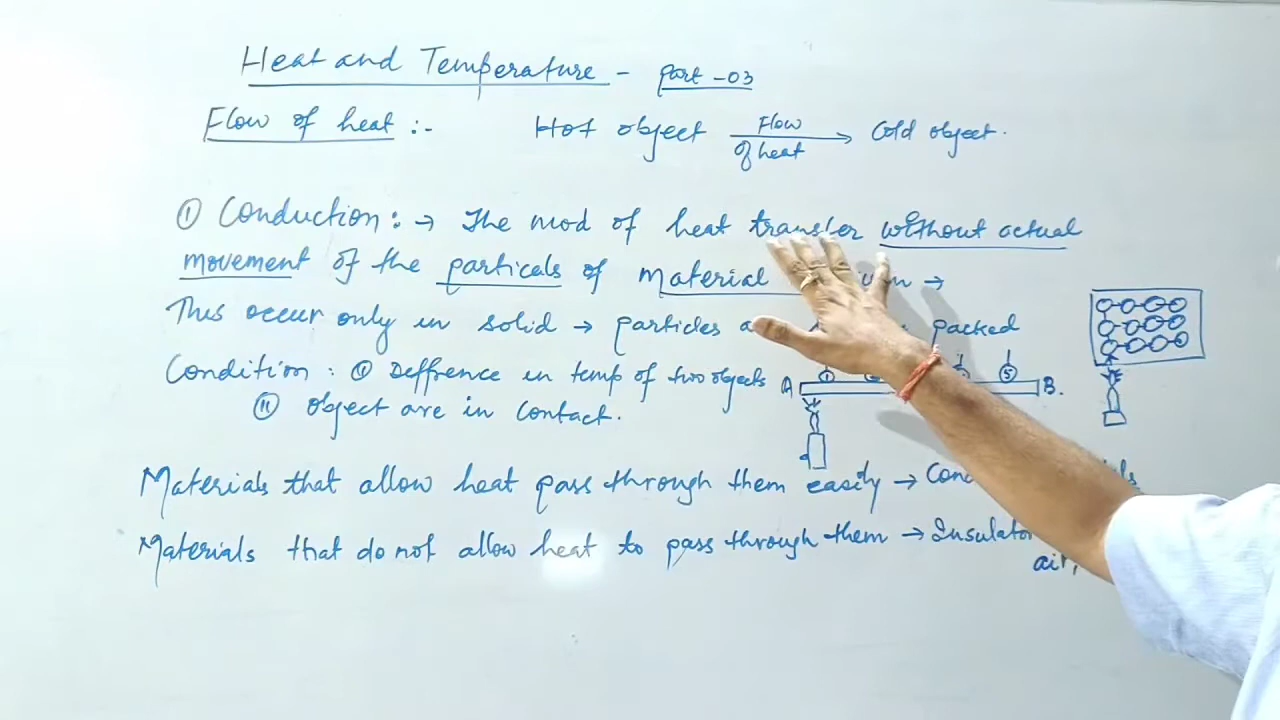 Heat and Temperature - part -03
Flow of heat :- Hot object Flow of heat → Cold object.
① Conduction: → The mod of heat transfer without actual
movement of the particals of material →
This occur only in solid → particles packed
Condition : ① Deffrence in temp of two objects A ① ⑤ B.
② object are in contact.
Materials that allow heat pass through them easily →
Materials that do not allow heat to pass through them →
air,